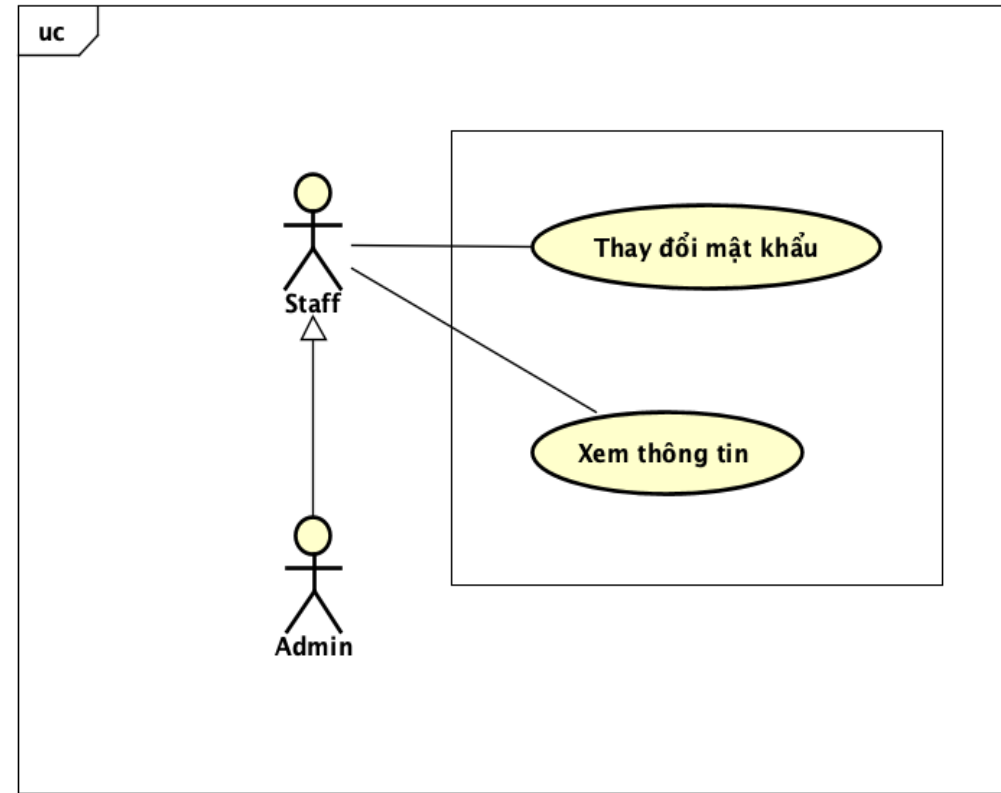 uc
Thay đổi mật khẩu
Staff
Xem thông tin
Admin